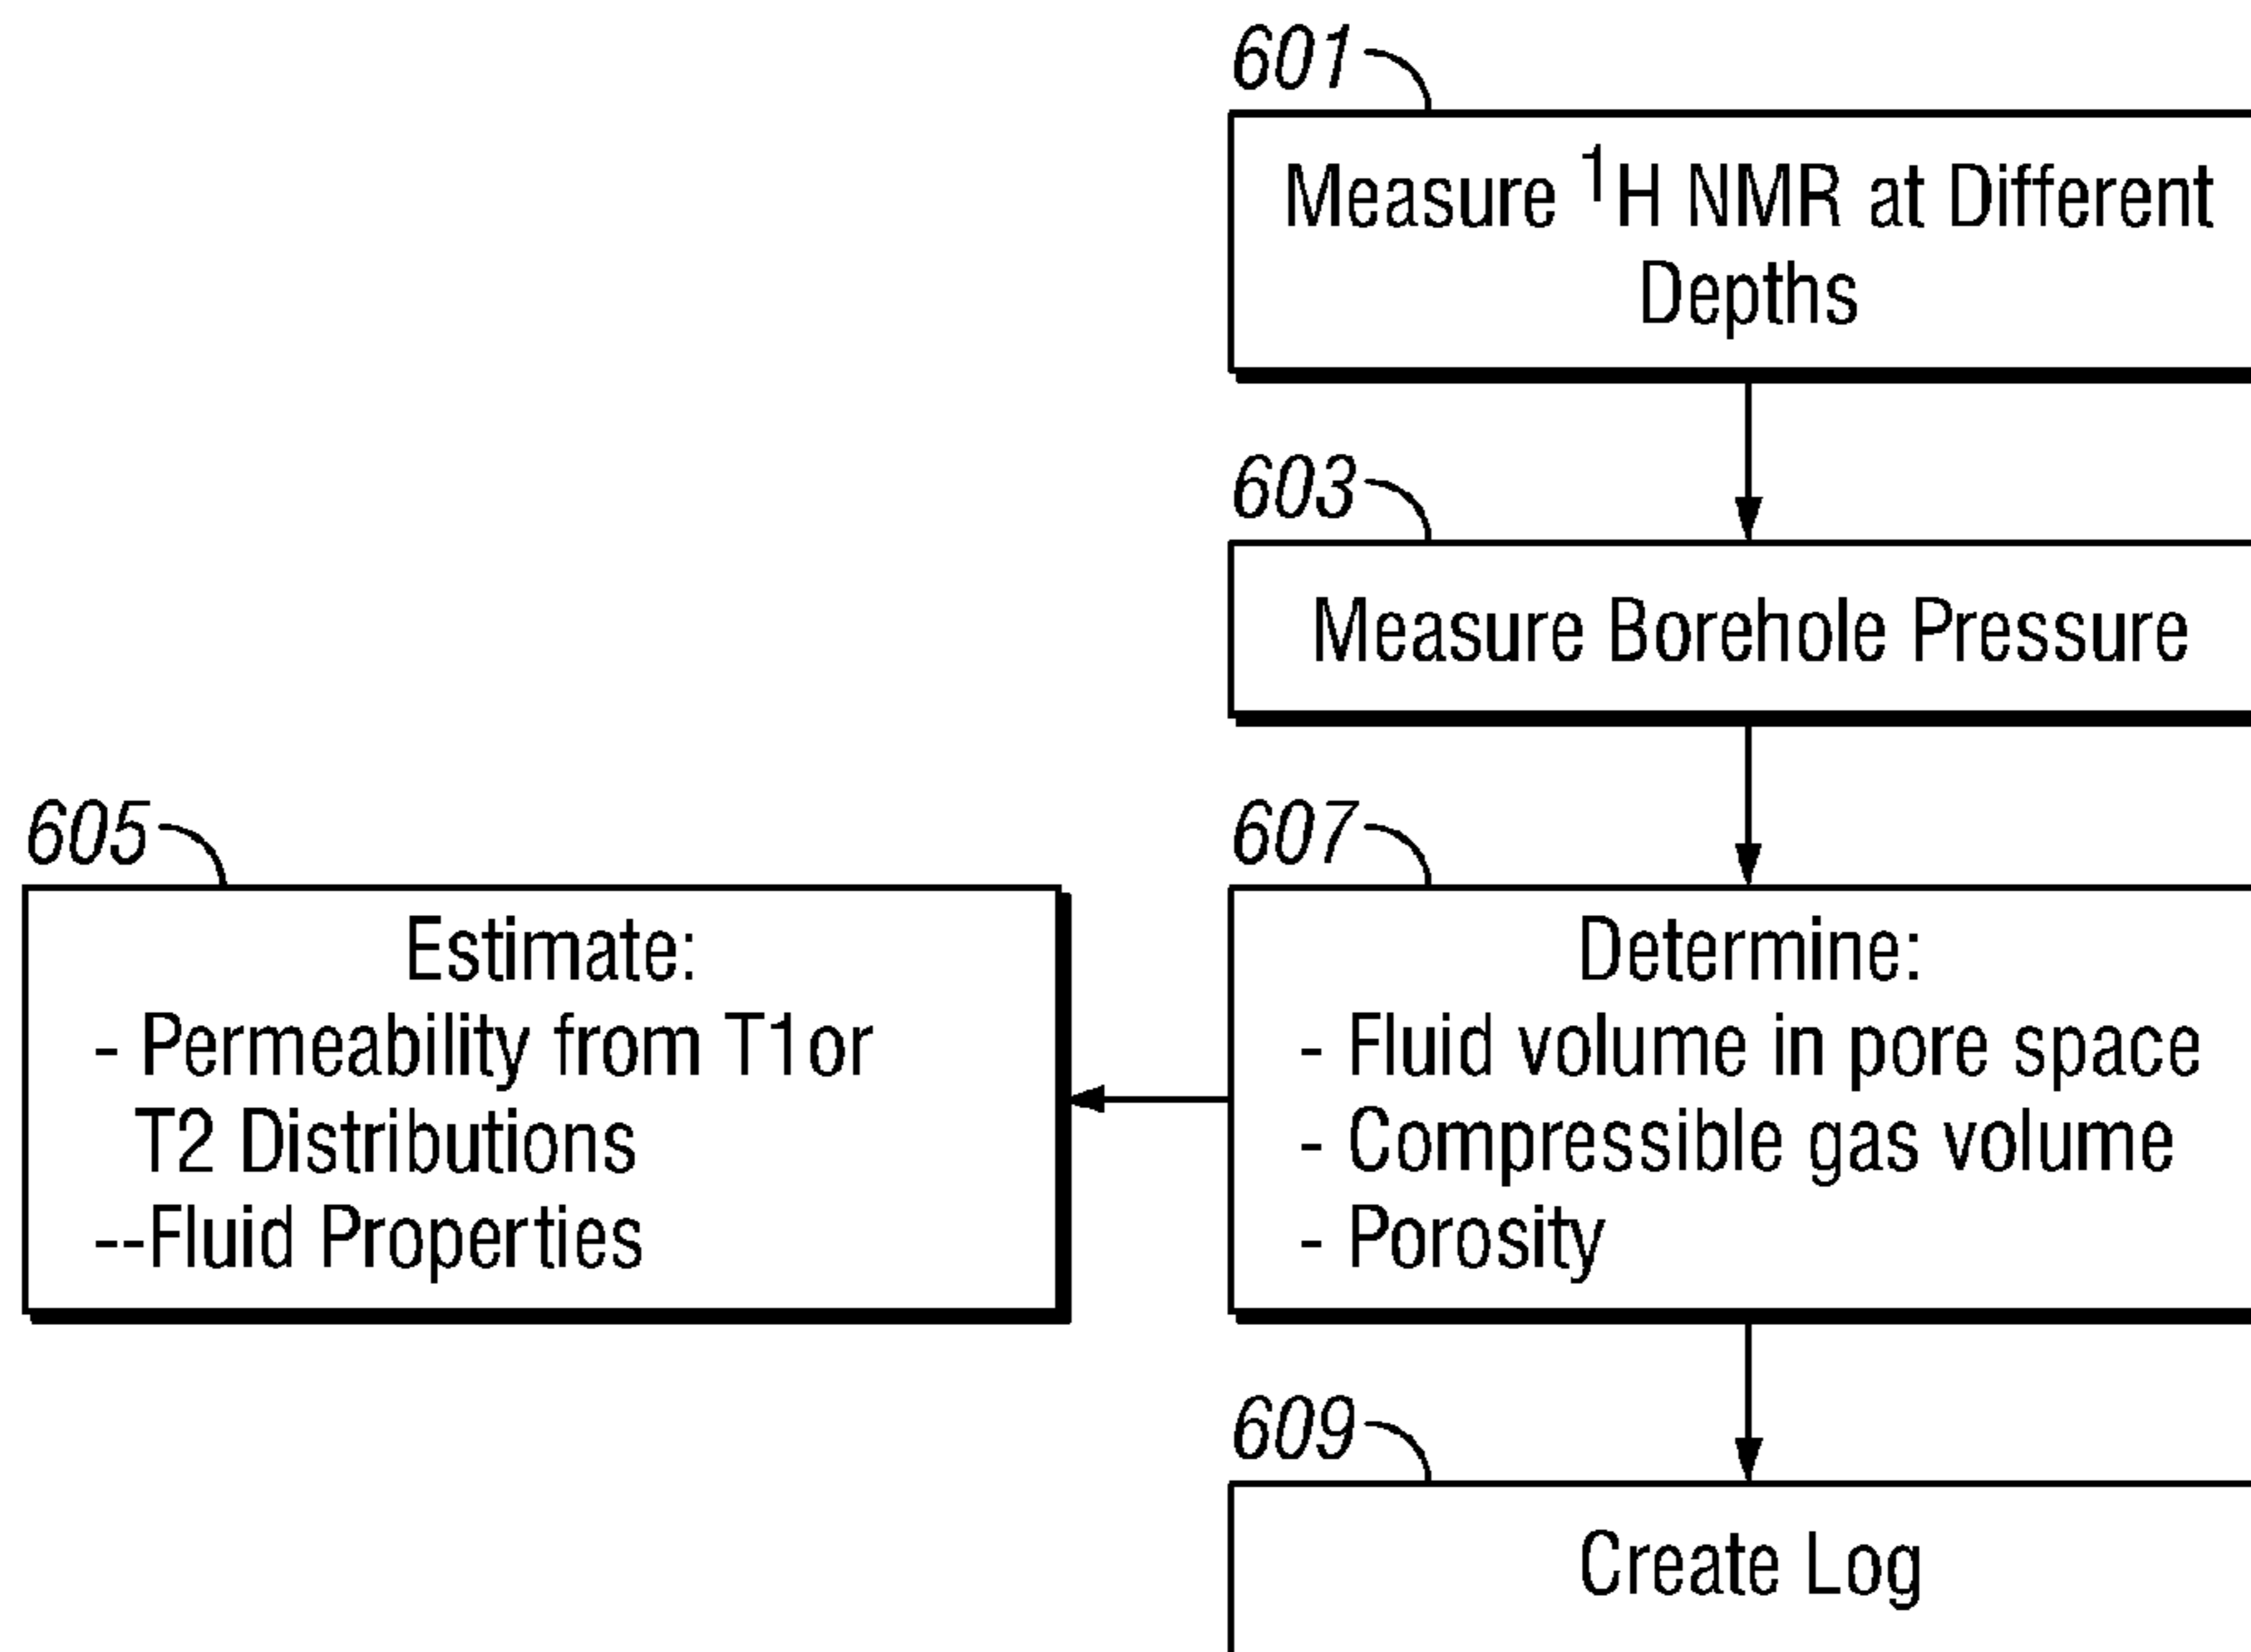 601
Measure ¹H NMR at Different
Depths
603
Measure Borehole Pressure
605
Estimate:
- Permeability from T1or
T2 Distributions
--Fluid Properties
607
Determine:
- Fluid volume in pore space
- Compressible gas volume
- Porosity
609
Create Log